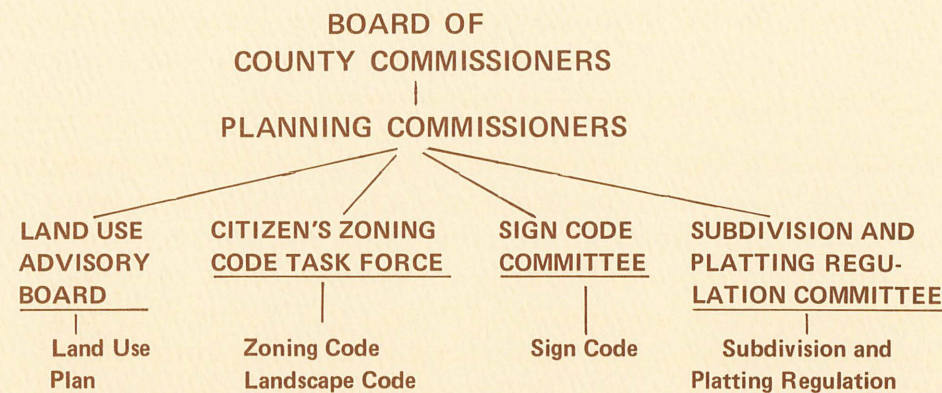 BOARD OF
COUNTY COMMISSIONERS
PLANNING COMMISSIONERS
LAND USE
ADVISORY
BOARD
Land Use
Plan
CITIZEN'S ZONING
CODE TASK FORCE
Zoning Code
Landscape Code
SIGN CODE
COMMITTEE
Sign Code
SUBDIVISION AND
PLATTING REGU-
LATION COMMITTEE
Subdivision and
Platting Regulation